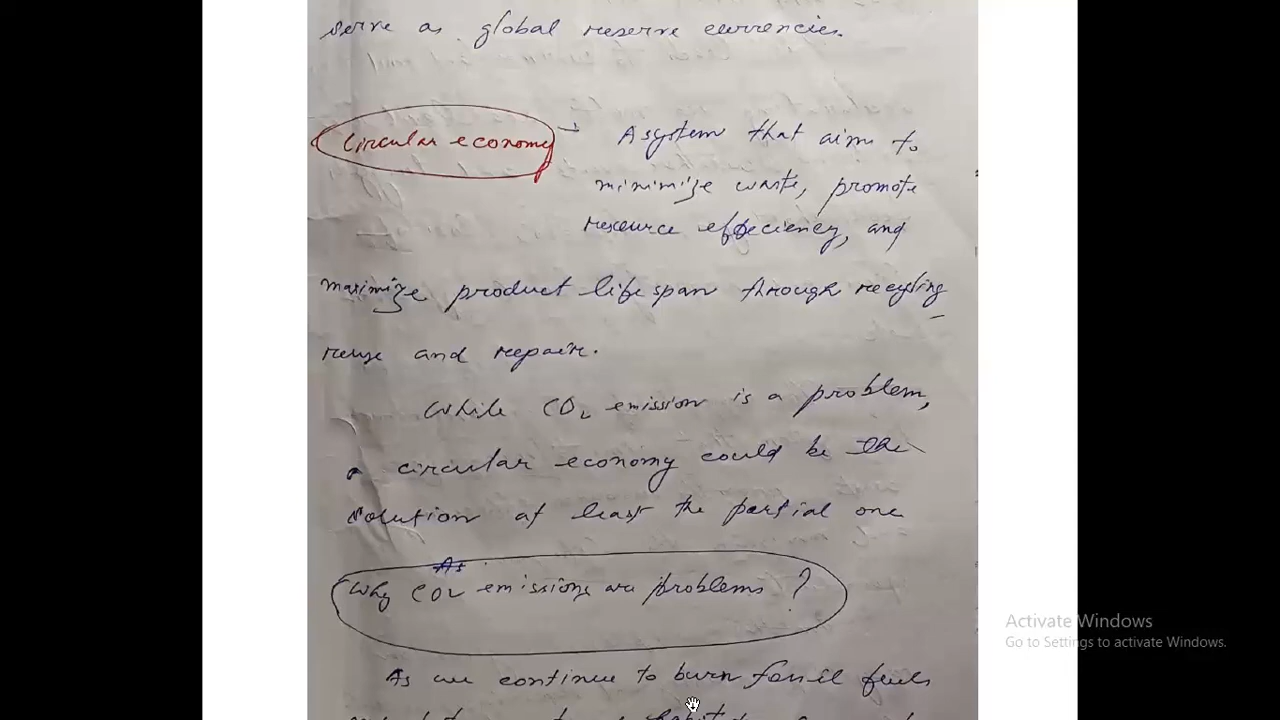 serve as global reserve currencies.
Circular economy → A system that aims to
minimize waste, promote
resource efficiency, and
maximize product lifespan through recycling
reuse and repair.
While CO2 emission is a problem,
a circular economy could be the
solution at least the partial one
As
Why CO2 emissions are problems ?
As we continue to burn fossil fuels
Activate Windows
Go to Settings to activate Windows.